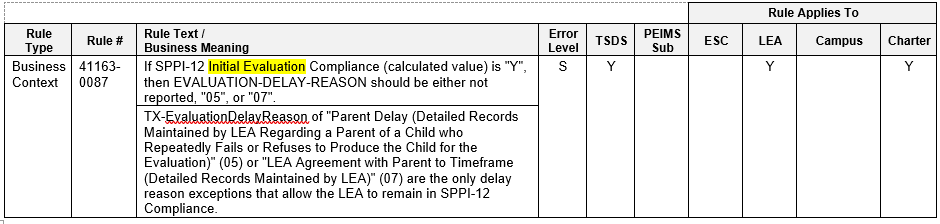 Rule Applies To
Rule Type Rule # Rule Text / Business Meaning Error Level TSDS PEIMS Sub ESC LEA Campus Charter
Business Context 41163-0087
If SPPI-12 Initial Evaluation Compliance (calculated value) is "Y",
then EVALUATION-DELAY-REASON should be either not
reported, "05", or "07".
S Y Y Y
TX-EvaluationDelayReason of "Parent Delay (Detailed Records
Maintained by LEA Regarding a Parent of a Child who
Repeatedly Fails or Refuses to Produce the Child for the
Evaluation)" (05) or "LEA Agreement with Parent to Timeframe
(Detailed Records Maintained by LEA)" (07) are the only delay
reason exceptions that allow the LEA to remain in SPPI-12
Compliance.